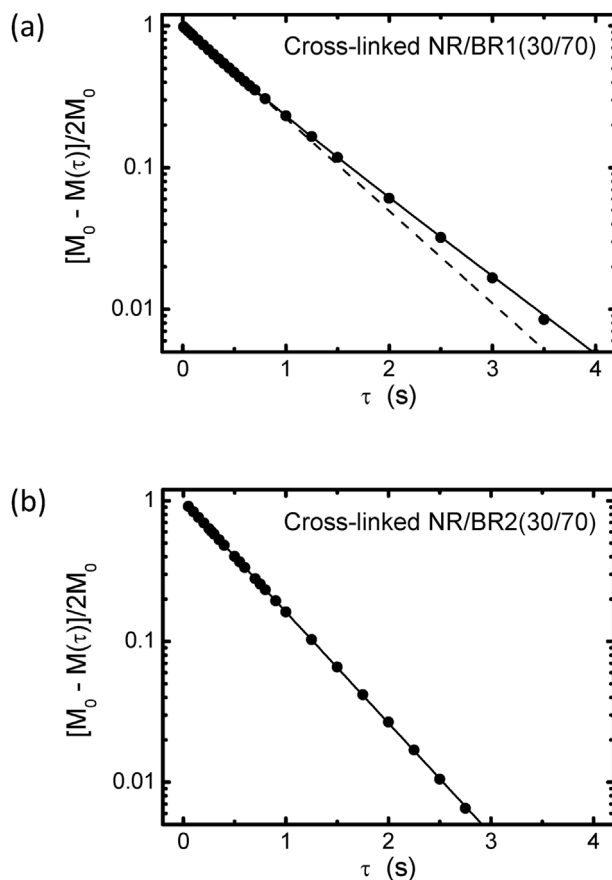 (a)
Cross-linked NR/BR1(30/70)
[M₀ - M(τ)]/2M₀
1
0.1
0.01
0 1 2 3 4
τ (s)
(b)
Cross-linked NR/BR2(30/70)
[M₀ - M(τ)]/2M₀
1
0.1
0.01
0 1 2 3 4
τ (s)